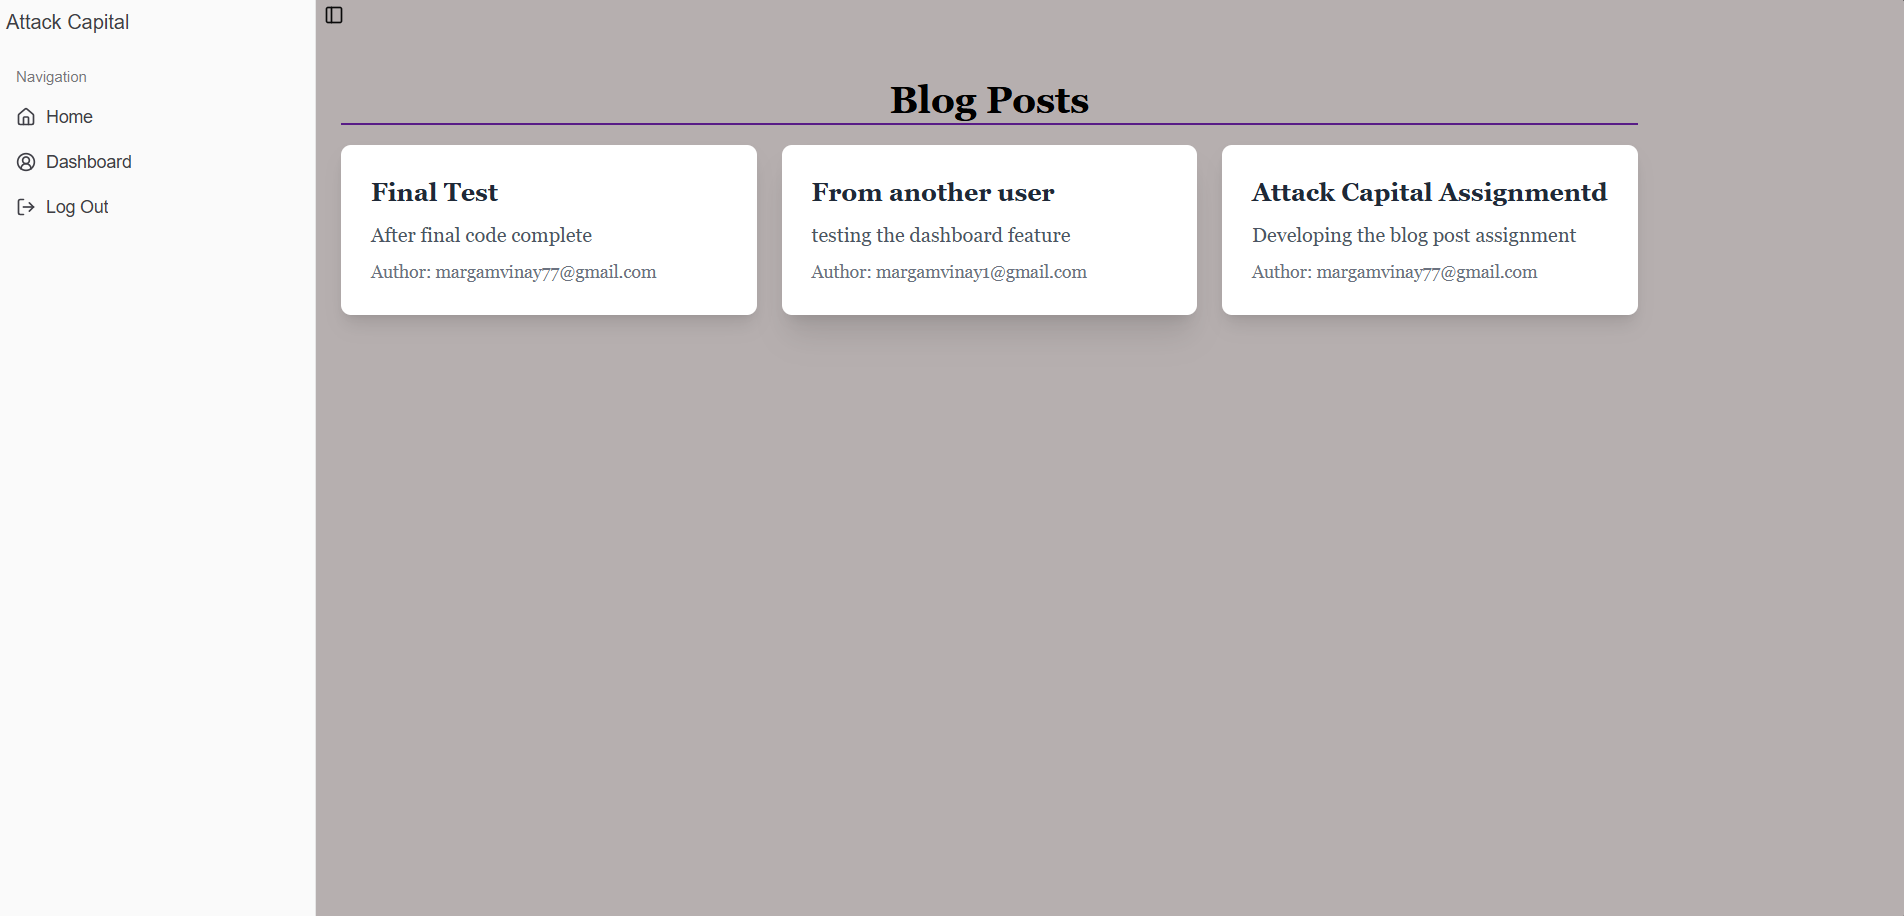 Attack Capital
Navigation
Home
Dashboard
Log Out
Blog Posts
Final Test
After final code complete
Author: margamvinay77@gmail.com
From another user
testing the dashboard feature
Author: margamvinay1@gmail.com
Attack Capital Assignmentd
Developing the blog post assignment
Author: margamvinay77@gmail.com